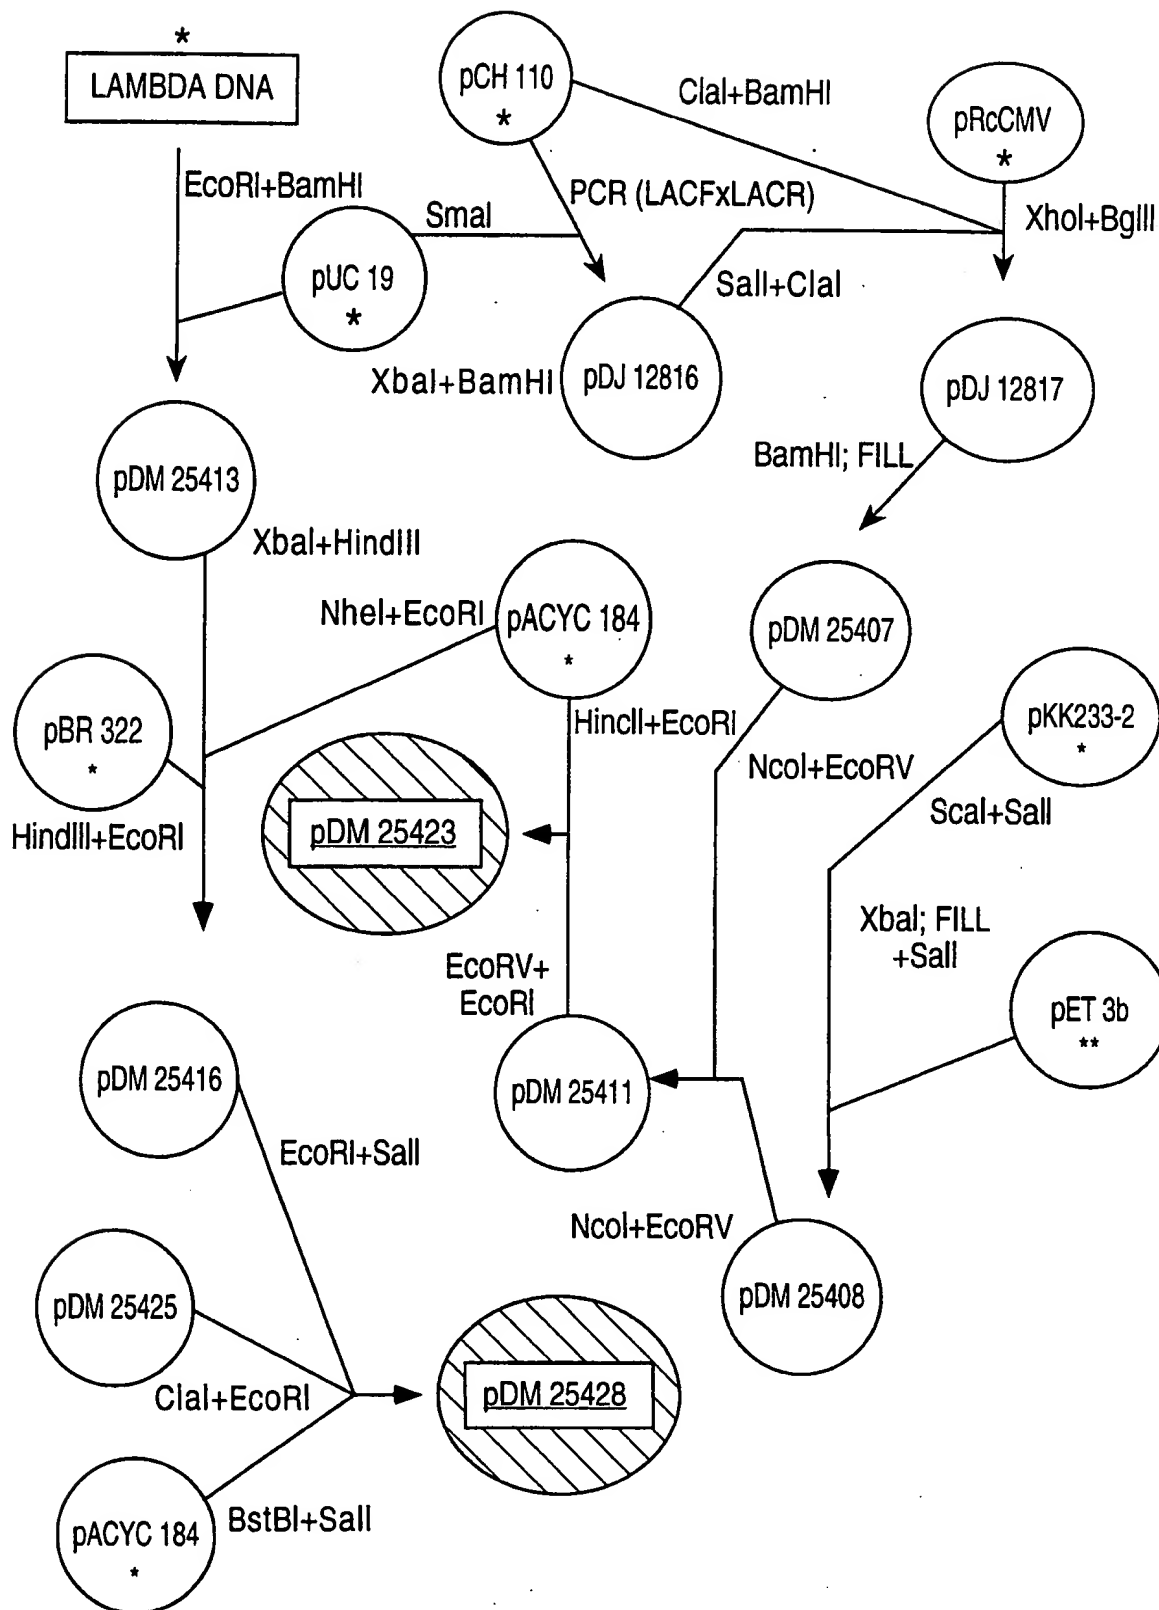 *
LAMBDA DNA
pCH 110
*
ClaI+BamHI
pRcCMV
*
EcoRI+BamHI
SmaI
PCR (LACFxLACR)
XhoI+BglII
pUC 19
*
SalI+ClaI
XbaI+BamHI
pDJ 12816
pDJ 12817
BamHI; FILL
pDM 25413
XbaI+HindIII
NheI+EcoRI
pACYC 184
*
pDM 25407
pBR 322
*
HincII+EcoRI
pKK233-2
*
NcoI+EcoRV
ScaI+SalI
HindIII+EcoRI
pDM 25423
XbaI; FILL
+SalI
EcoRV+
EcoRI
pET 3b
**
pDM 25416
pDM 25411
EcoRI+SalI
NcoI+EcoRV
pDM 25408
pDM 25425
ClaI+EcoRI
pDM 25428
BstBI+SalI
pACYC 184
*